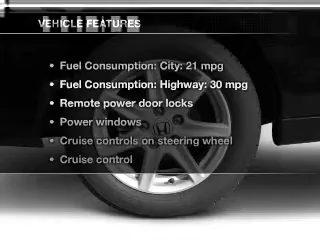 VEHICLE FEATURES
• Fuel Consumption: City: 21 mpg
• Fuel Consumption: Highway: 30 mpg
• Remote power door locks
• Power windows
• Cruise controls on steering wheel
• Cruise control